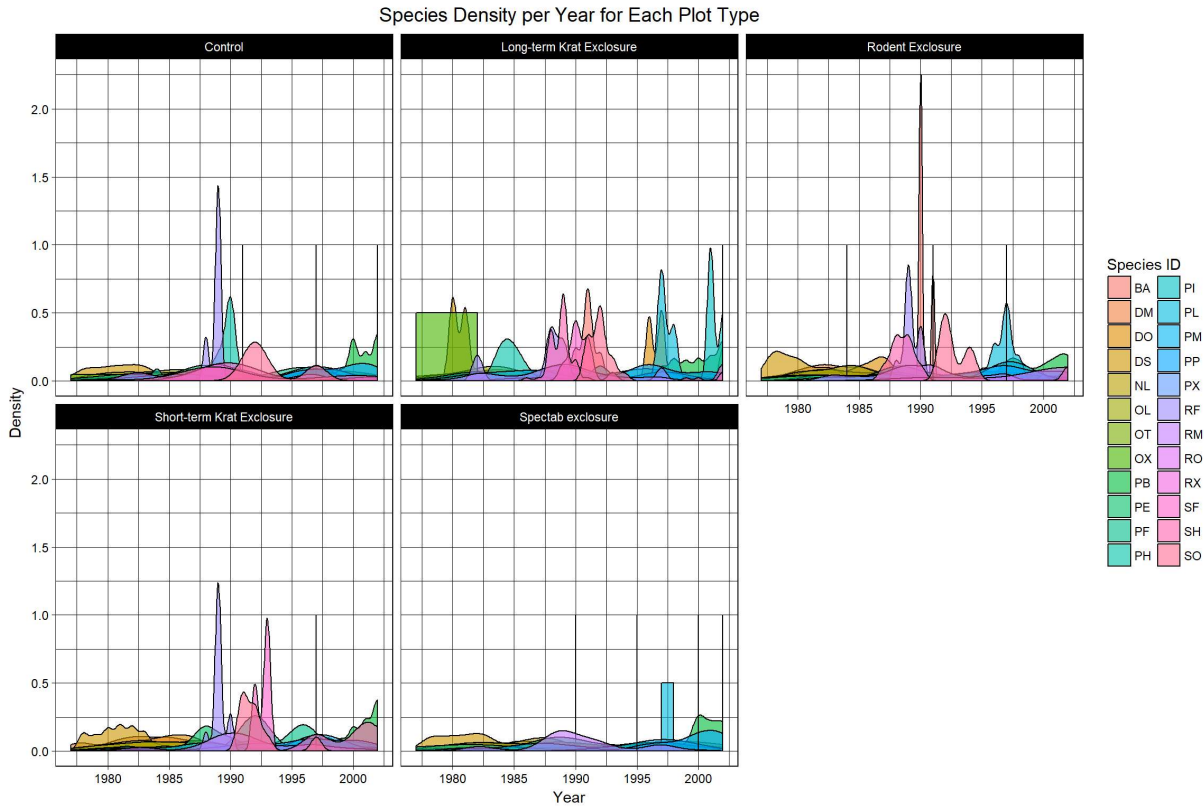 Species Density per Year for Each Plot Type
Control
Long-term Krat Exclosure
Rodent Exclosure
2.0
1.5
1.0
0.5
0.0
1980 1985 1990 1995 2000
Short-term Krat Exclosure
Spectab exclosure
2.0
1.5
1.0
0.5
0.0
1980 1985 1990 1995 2000
1980 1985 1990 1995 2000
Density
Year
Species ID
BA
DM
DO
DS
NL
OL
OT
OX
PB
PE
PF
PH
PI
PL
PM
PP
PX
RF
RM
RO
RX
SF
SH
SO